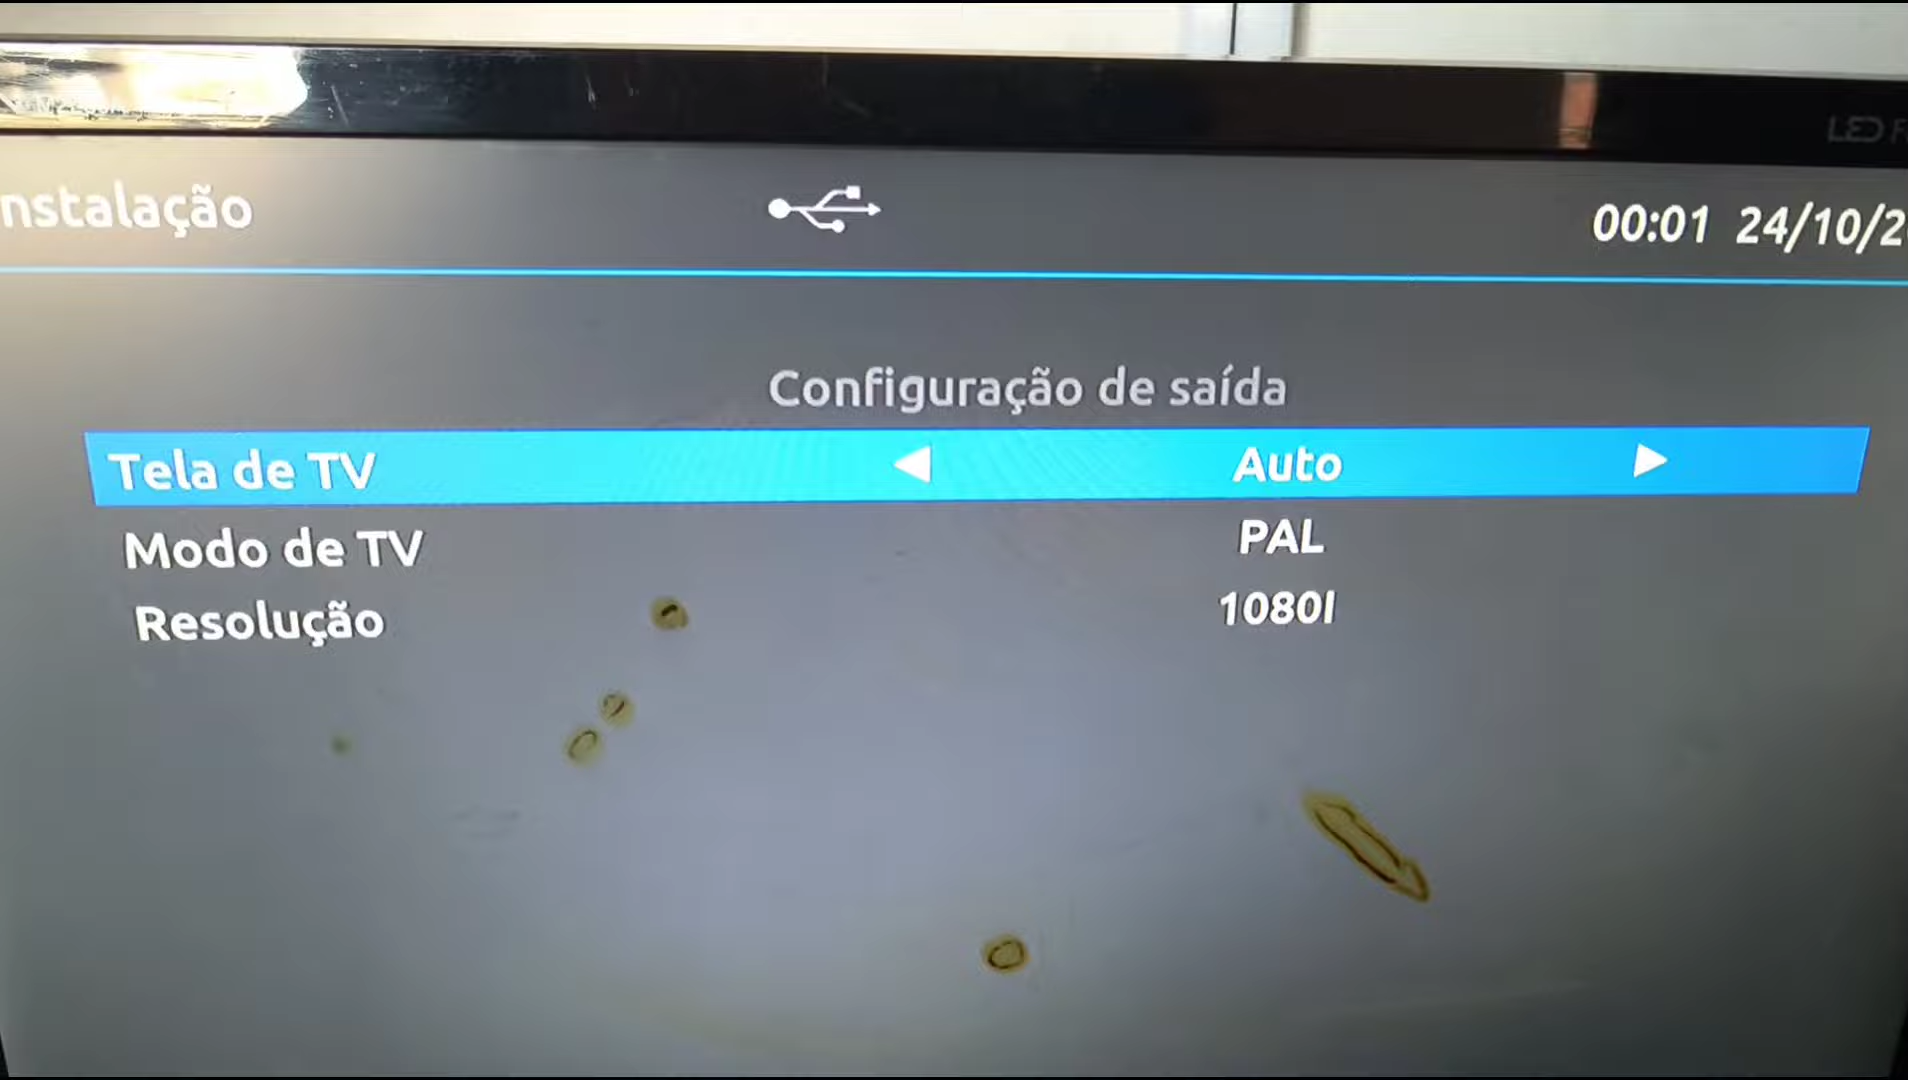 LED
nstalação
00:01 24/10/2
Configuração de saída
Tela de TV Auto
Modo de TV PAL
Resolução 1080I